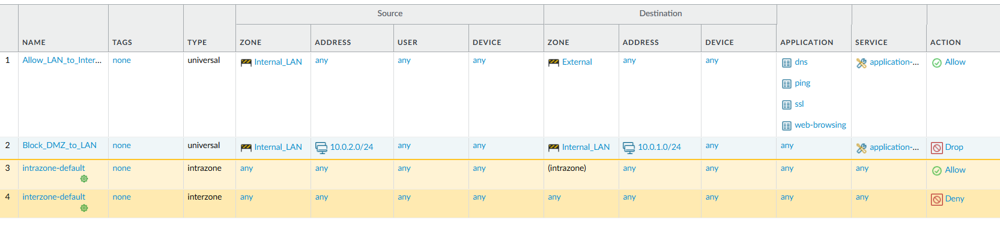 Source Destination
NAME TAGS TYPE ZONE ADDRESS USER DEVICE ZONE ADDRESS DEVICE APPLICATION SERVICE ACTION
1 Allow_LAN_to_Inter... none universal Internal_LAN any any any External any any dns application-... Allow
ping
ssl
web-browsing
2 Block_DMZ_to_LAN none universal Internal_LAN 10.0.2.0/24 any any Internal_LAN 10.0.1.0/24 any any application-... Drop
3 intrazone-default none intrazone any any any any (intrazone) any any any any Allow
4 interzone-default none interzone any any any any any any any any any Deny